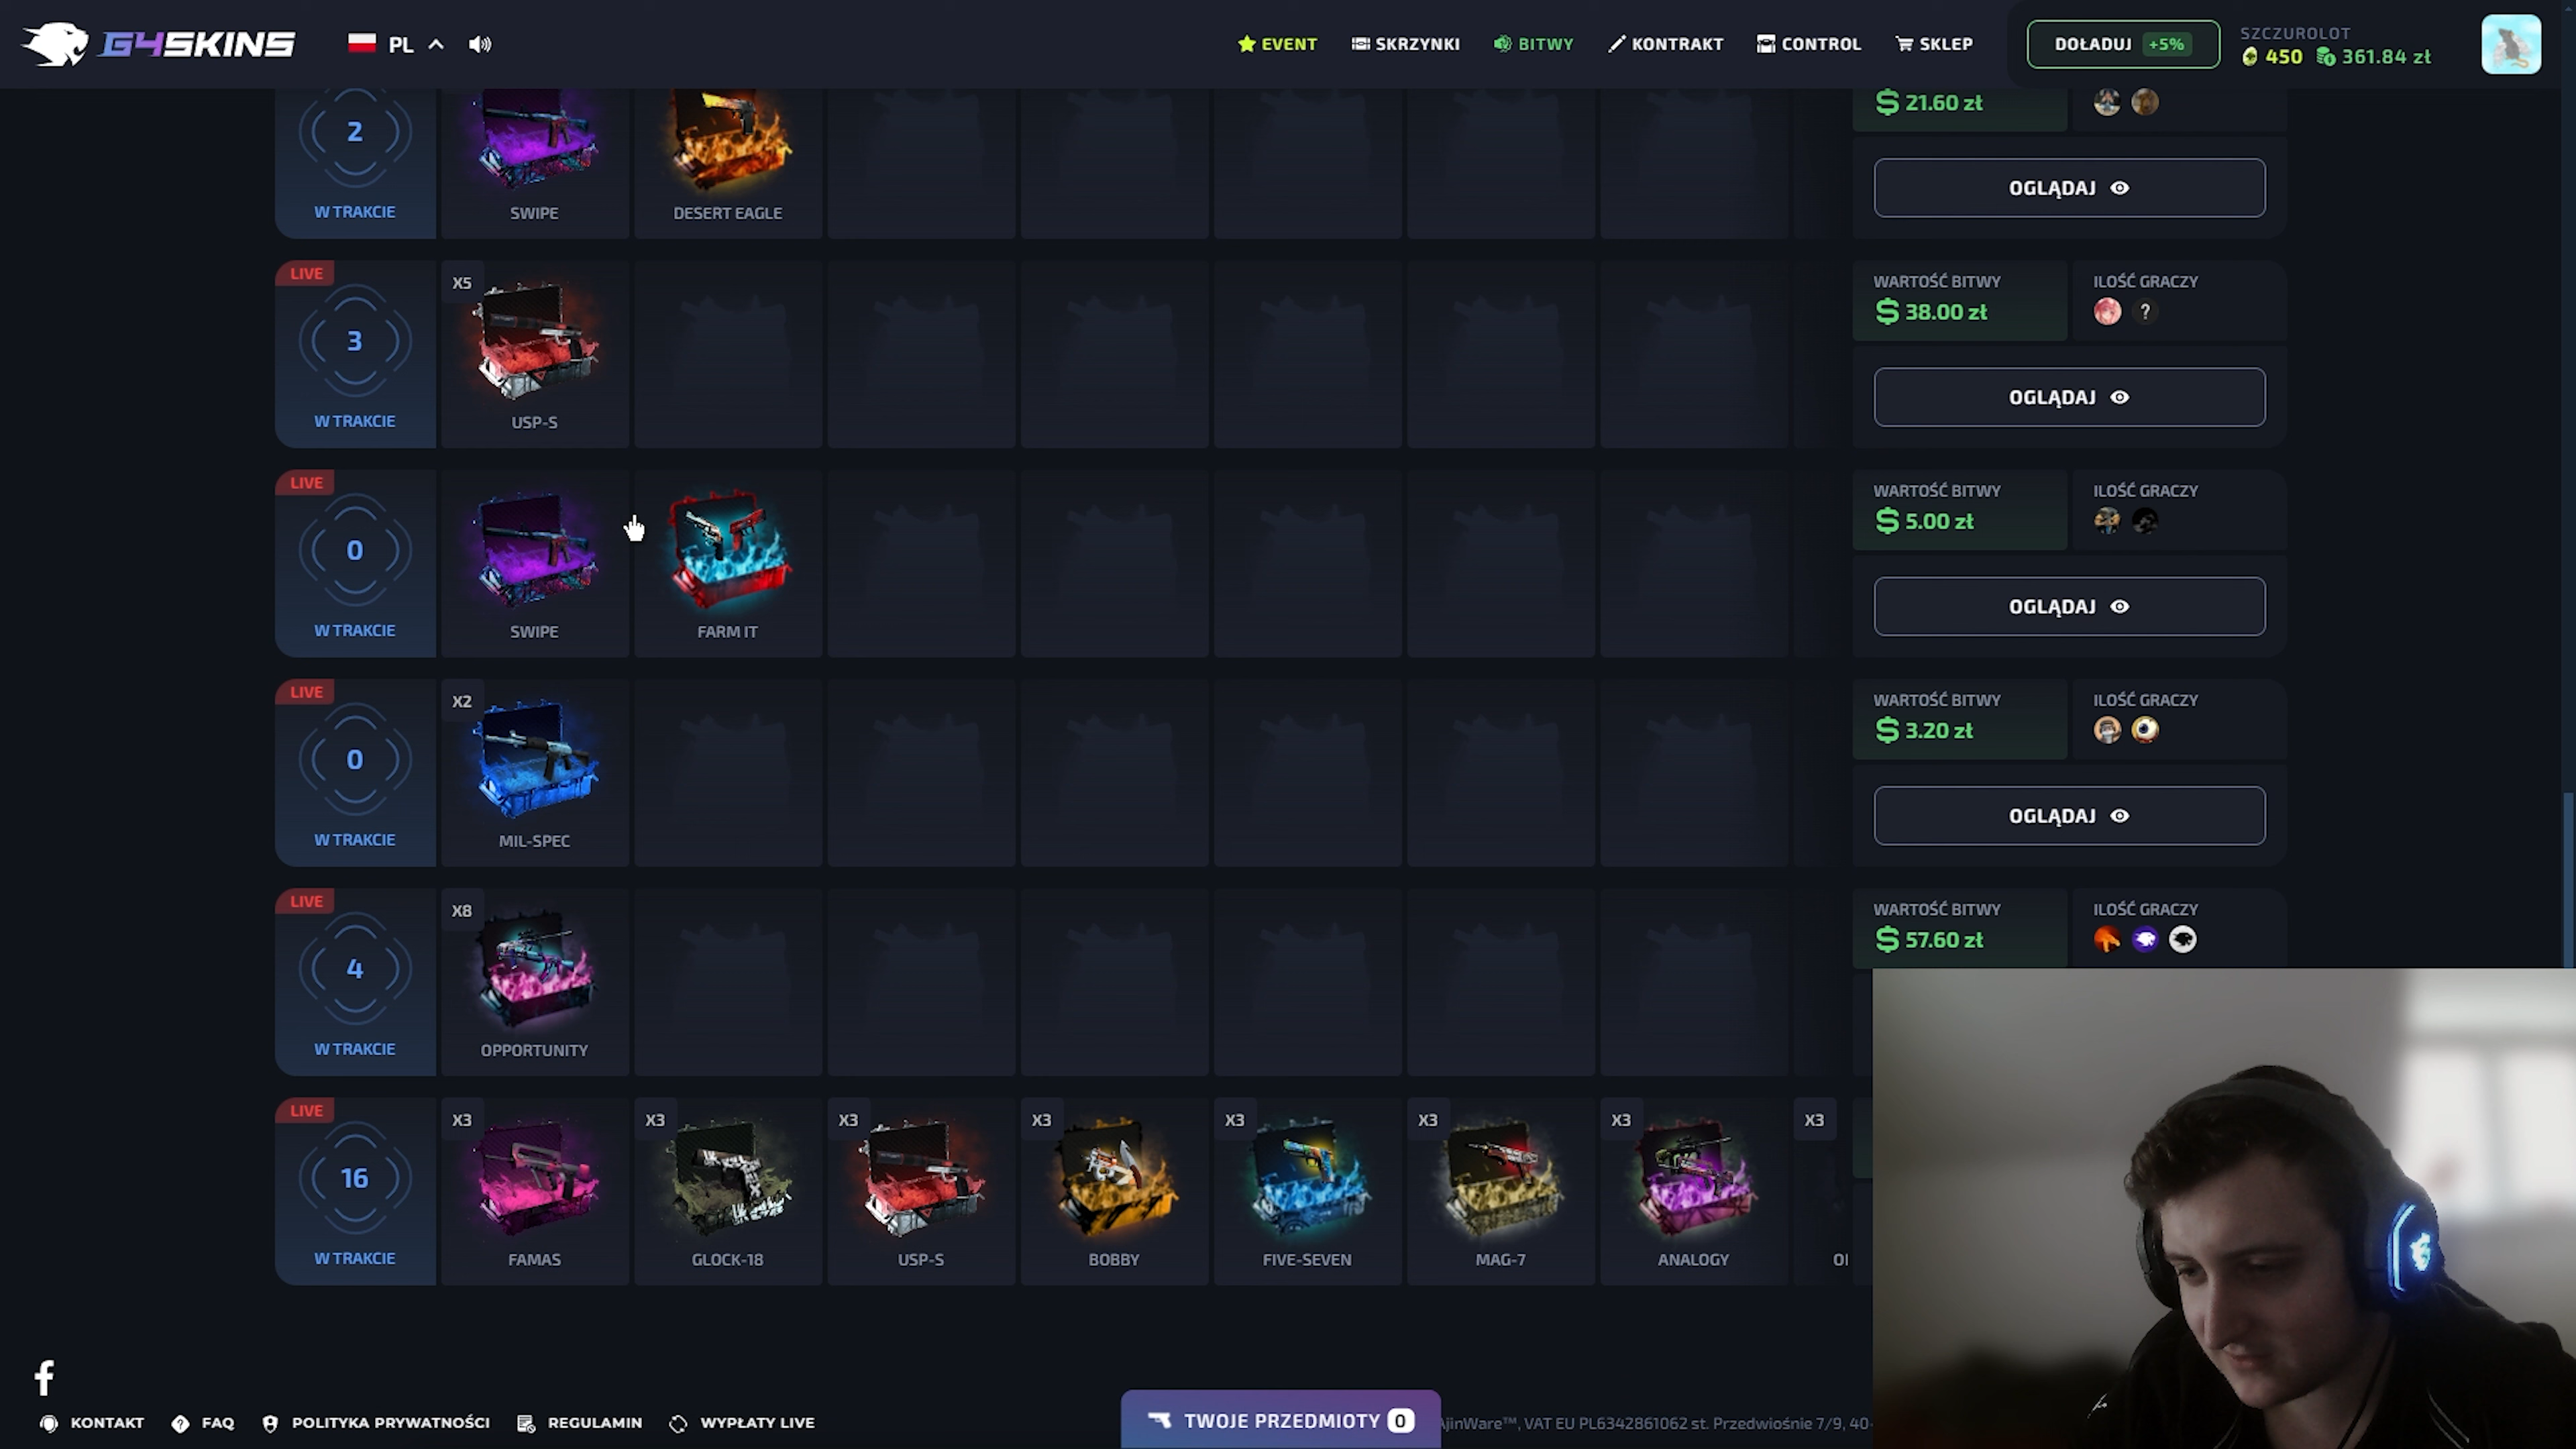 G4SKINS
PL
EVENT
SKRZYNKI
BITWY
KONTRAKT
CONTROL
SKLEP
DOŁADUJ +5%
SZCZUROLOT
450 361.84 zł
2
W TRAKCIE
SWIPE
DESERT EAGLE
$ 21.60 zł
OGLĄDAJ
LIVE
3
W TRAKCIE
X5
USP-S
WARTOŚĆ BITWY
$ 38.00 zł
ILOŚĆ GRACZY
?
OGLĄDAJ
LIVE
0
W TRAKCIE
SWIPE
FARM IT
WARTOŚĆ BITWY
$ 5.00 zł
ILOŚĆ GRACZY
OGLĄDAJ
LIVE
0
W TRAKCIE
X2
MIL-SPEC
WARTOŚĆ BITWY
$ 3.20 zł
ILOŚĆ GRACZY
OGLĄDAJ
LIVE
4
W TRAKCIE
X8
OPPORTUNITY
WARTOŚĆ BITWY
$ 57.60 zł
ILOŚĆ GRACZY
LIVE
16
W TRAKCIE
X3
FAMAS
X3
GLOCK-18
X3
USP-S
X3
BOBBY
X3
FIVE-SEVEN
X3
MAG-7
X3
ANALOGY
X3
KONTAKT
FAQ
POLITYKA PRYWATNOŚCI
REGULAMIN
WYPŁATY LIVE
TWOJE PRZEDMIOTY 0
VAT EU PL6342861062 st. Przedwiośnie 7/9, 40-